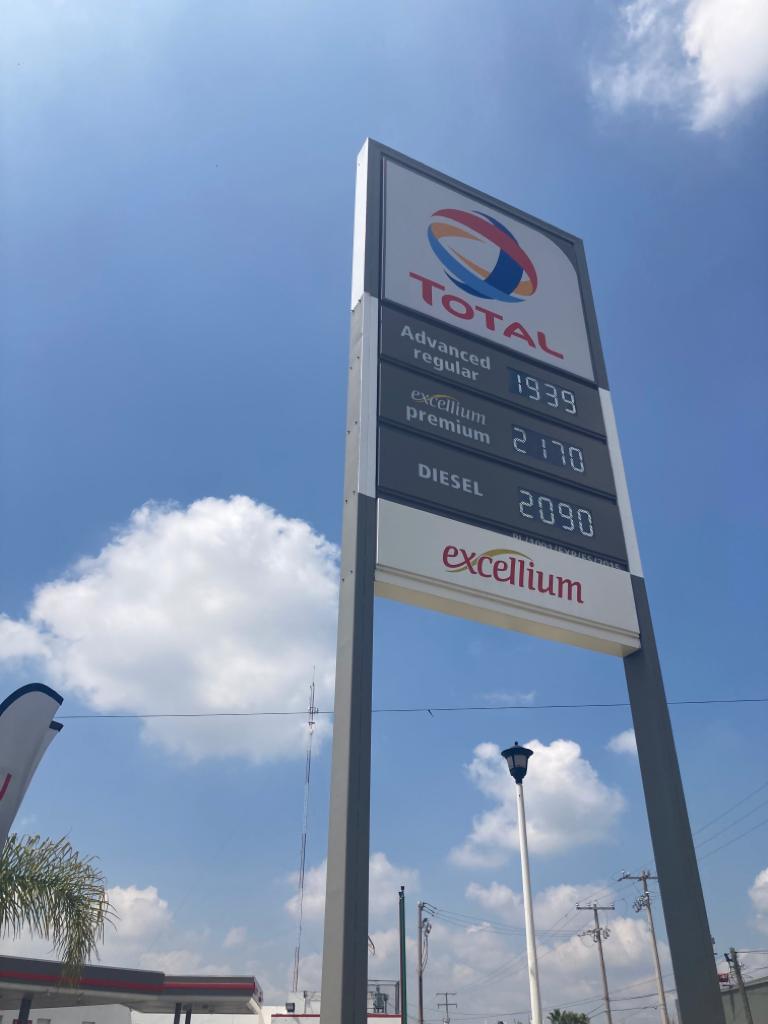 TOTAL
Advanced
regular
1939
excellium
premium
2170
DIESEL
2090
excellium